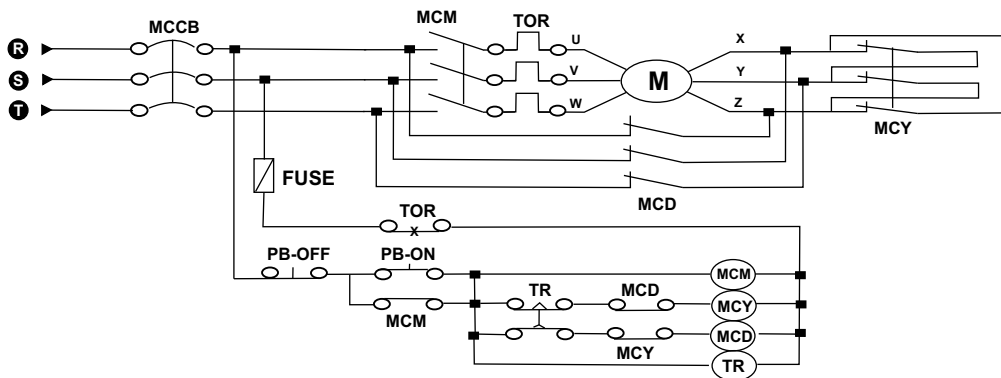 MCCB
MCM
TOR
R
U
X
S
V
M
Y
T
W
Z
MCY
FUSE
MCD
TOR
X
PB-OFF
PB-ON
MCM
TR
MCD
MCY
MCM
MCD
MCY
TR